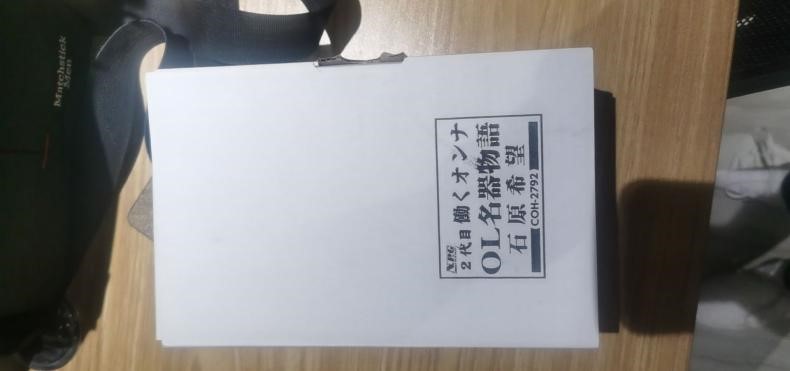 Matchstick
Men
NPG
2代目 働くオンナ
OL名器物語
石原希望
COH-2792